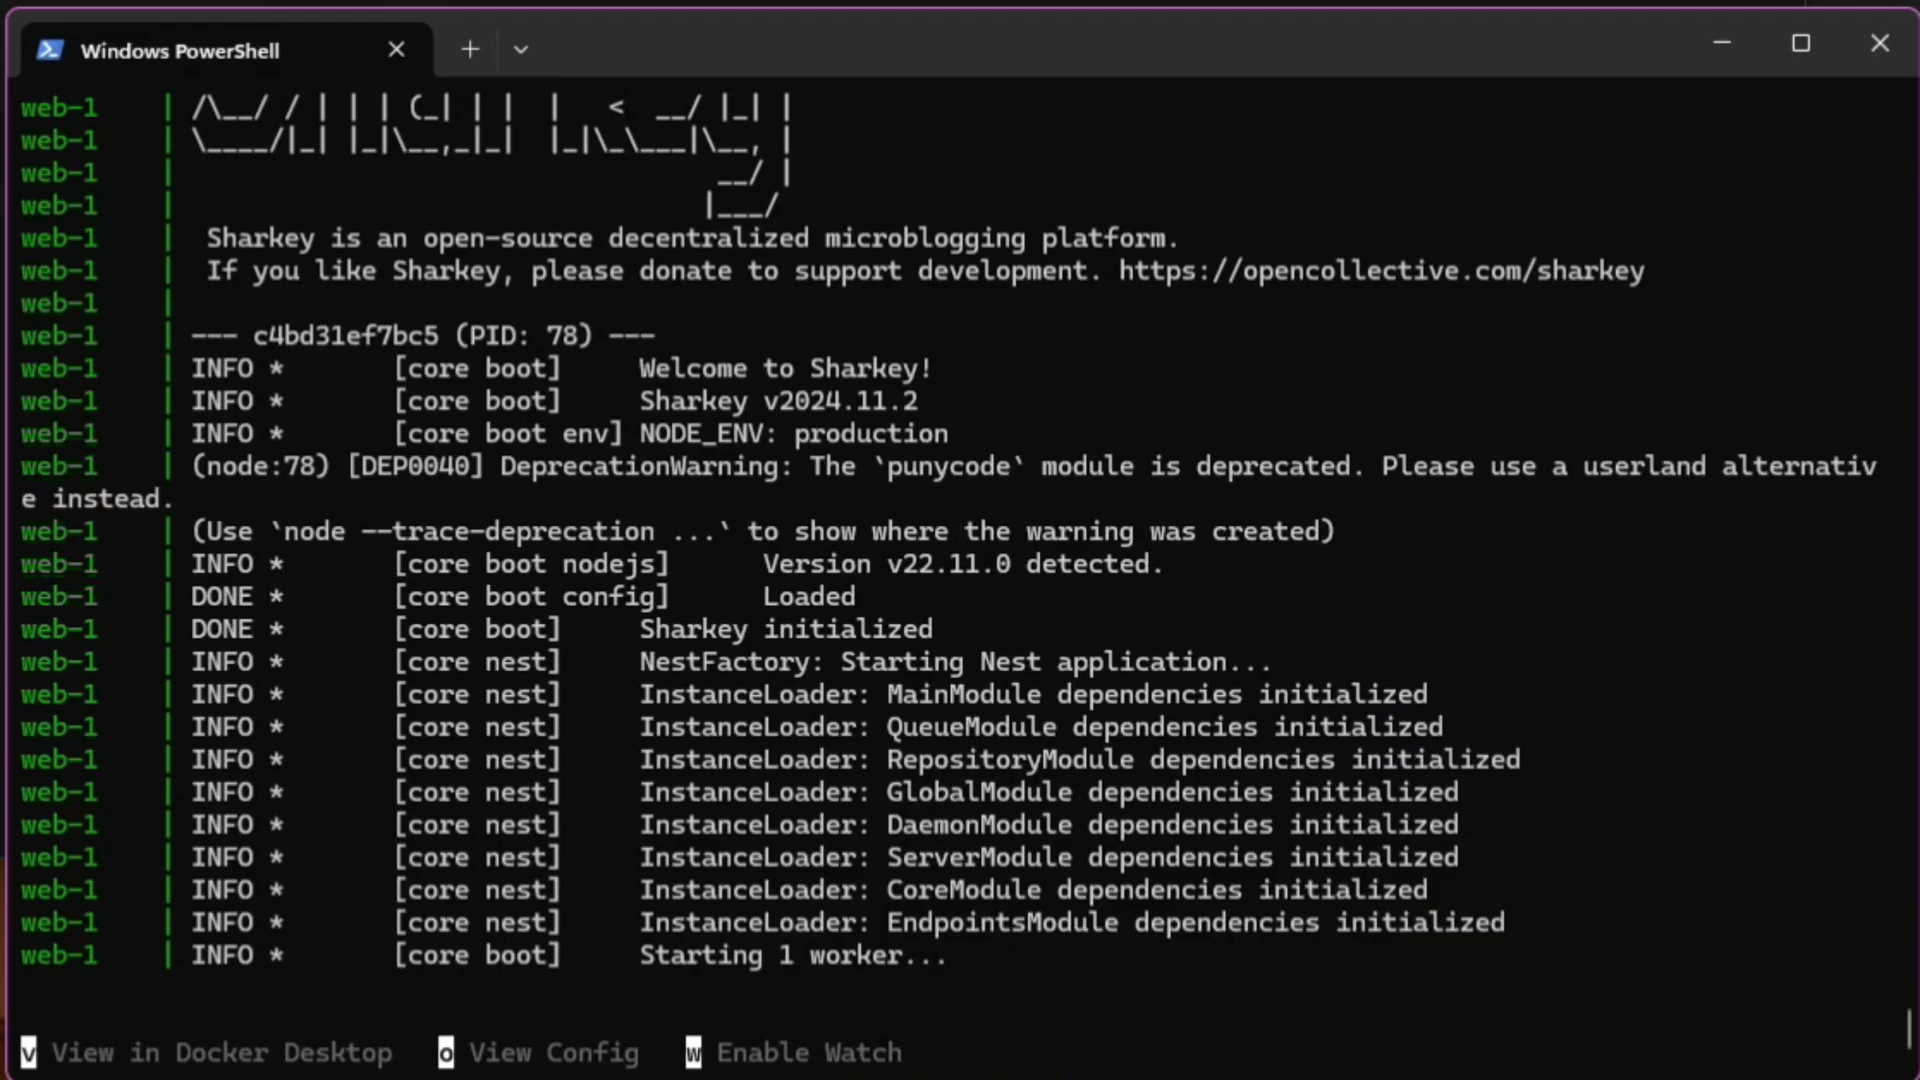 Windows PowerShell
web-1 | /\__/ / | | | (_| | | | < __/ |_| |
web-1 | \____/|_| |_|\__,_|_| |_|\_\___|\__, |
web-1 | __/ |
web-1 | |___/
web-1 | Sharkey is an open-source decentralized microblogging platform.
web-1 | If you like Sharkey, please donate to support development. https://opencollective.com/sharkey
web-1 |
web-1 | --- c4bd31ef7bc5 (PID: 78) ---
web-1 | INFO * [core boot] Welcome to Sharkey!
web-1 | INFO * [core boot] Sharkey v2024.11.2
web-1 | INFO * [core boot env] NODE_ENV: production
web-1 | (node:78) [DEP0040] DeprecationWarning: The `punycode` module is deprecated. Please use a userland alternativ
e instead.
web-1 | (Use `node --trace-deprecation ...` to show where the warning was created)
web-1 | INFO * [core boot nodejs] Version v22.11.0 detected.
web-1 | DONE * [core boot config] Loaded
web-1 | DONE * [core boot] Sharkey initialized
web-1 | INFO * [core nest] NestFactory: Starting Nest application...
web-1 | INFO * [core nest] InstanceLoader: MainModule dependencies initialized
web-1 | INFO * [core nest] InstanceLoader: QueueModule dependencies initialized
web-1 | INFO * [core nest] InstanceLoader: RepositoryModule dependencies initialized
web-1 | INFO * [core nest] InstanceLoader: GlobalModule dependencies initialized
web-1 | INFO * [core nest] InstanceLoader: DaemonModule dependencies initialized
web-1 | INFO * [core nest] InstanceLoader: ServerModule dependencies initialized
web-1 | INFO * [core nest] InstanceLoader: CoreModule dependencies initialized
web-1 | INFO * [core nest] InstanceLoader: EndpointsModule dependencies initialized
web-1 | INFO * [core boot] Starting 1 worker...
v View in Docker Desktop o View Config w Enable Watch